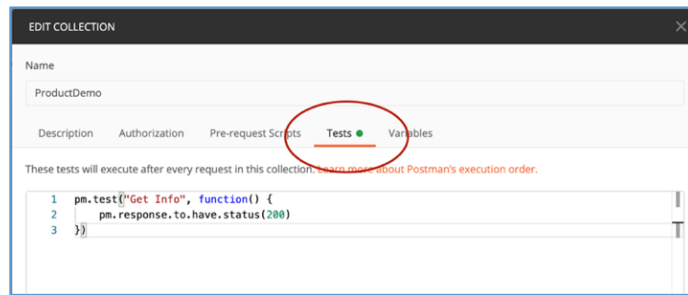 EDIT COLLECTION
Name
ProductDemo
Description Authorization Pre-request Scripts Tests Variables
These tests will execute after every request in this collection. Learn more about Postman's execution order.
1 pm.test("Get Info", function() {
2 pm.response.to.have.status(200)
3 })